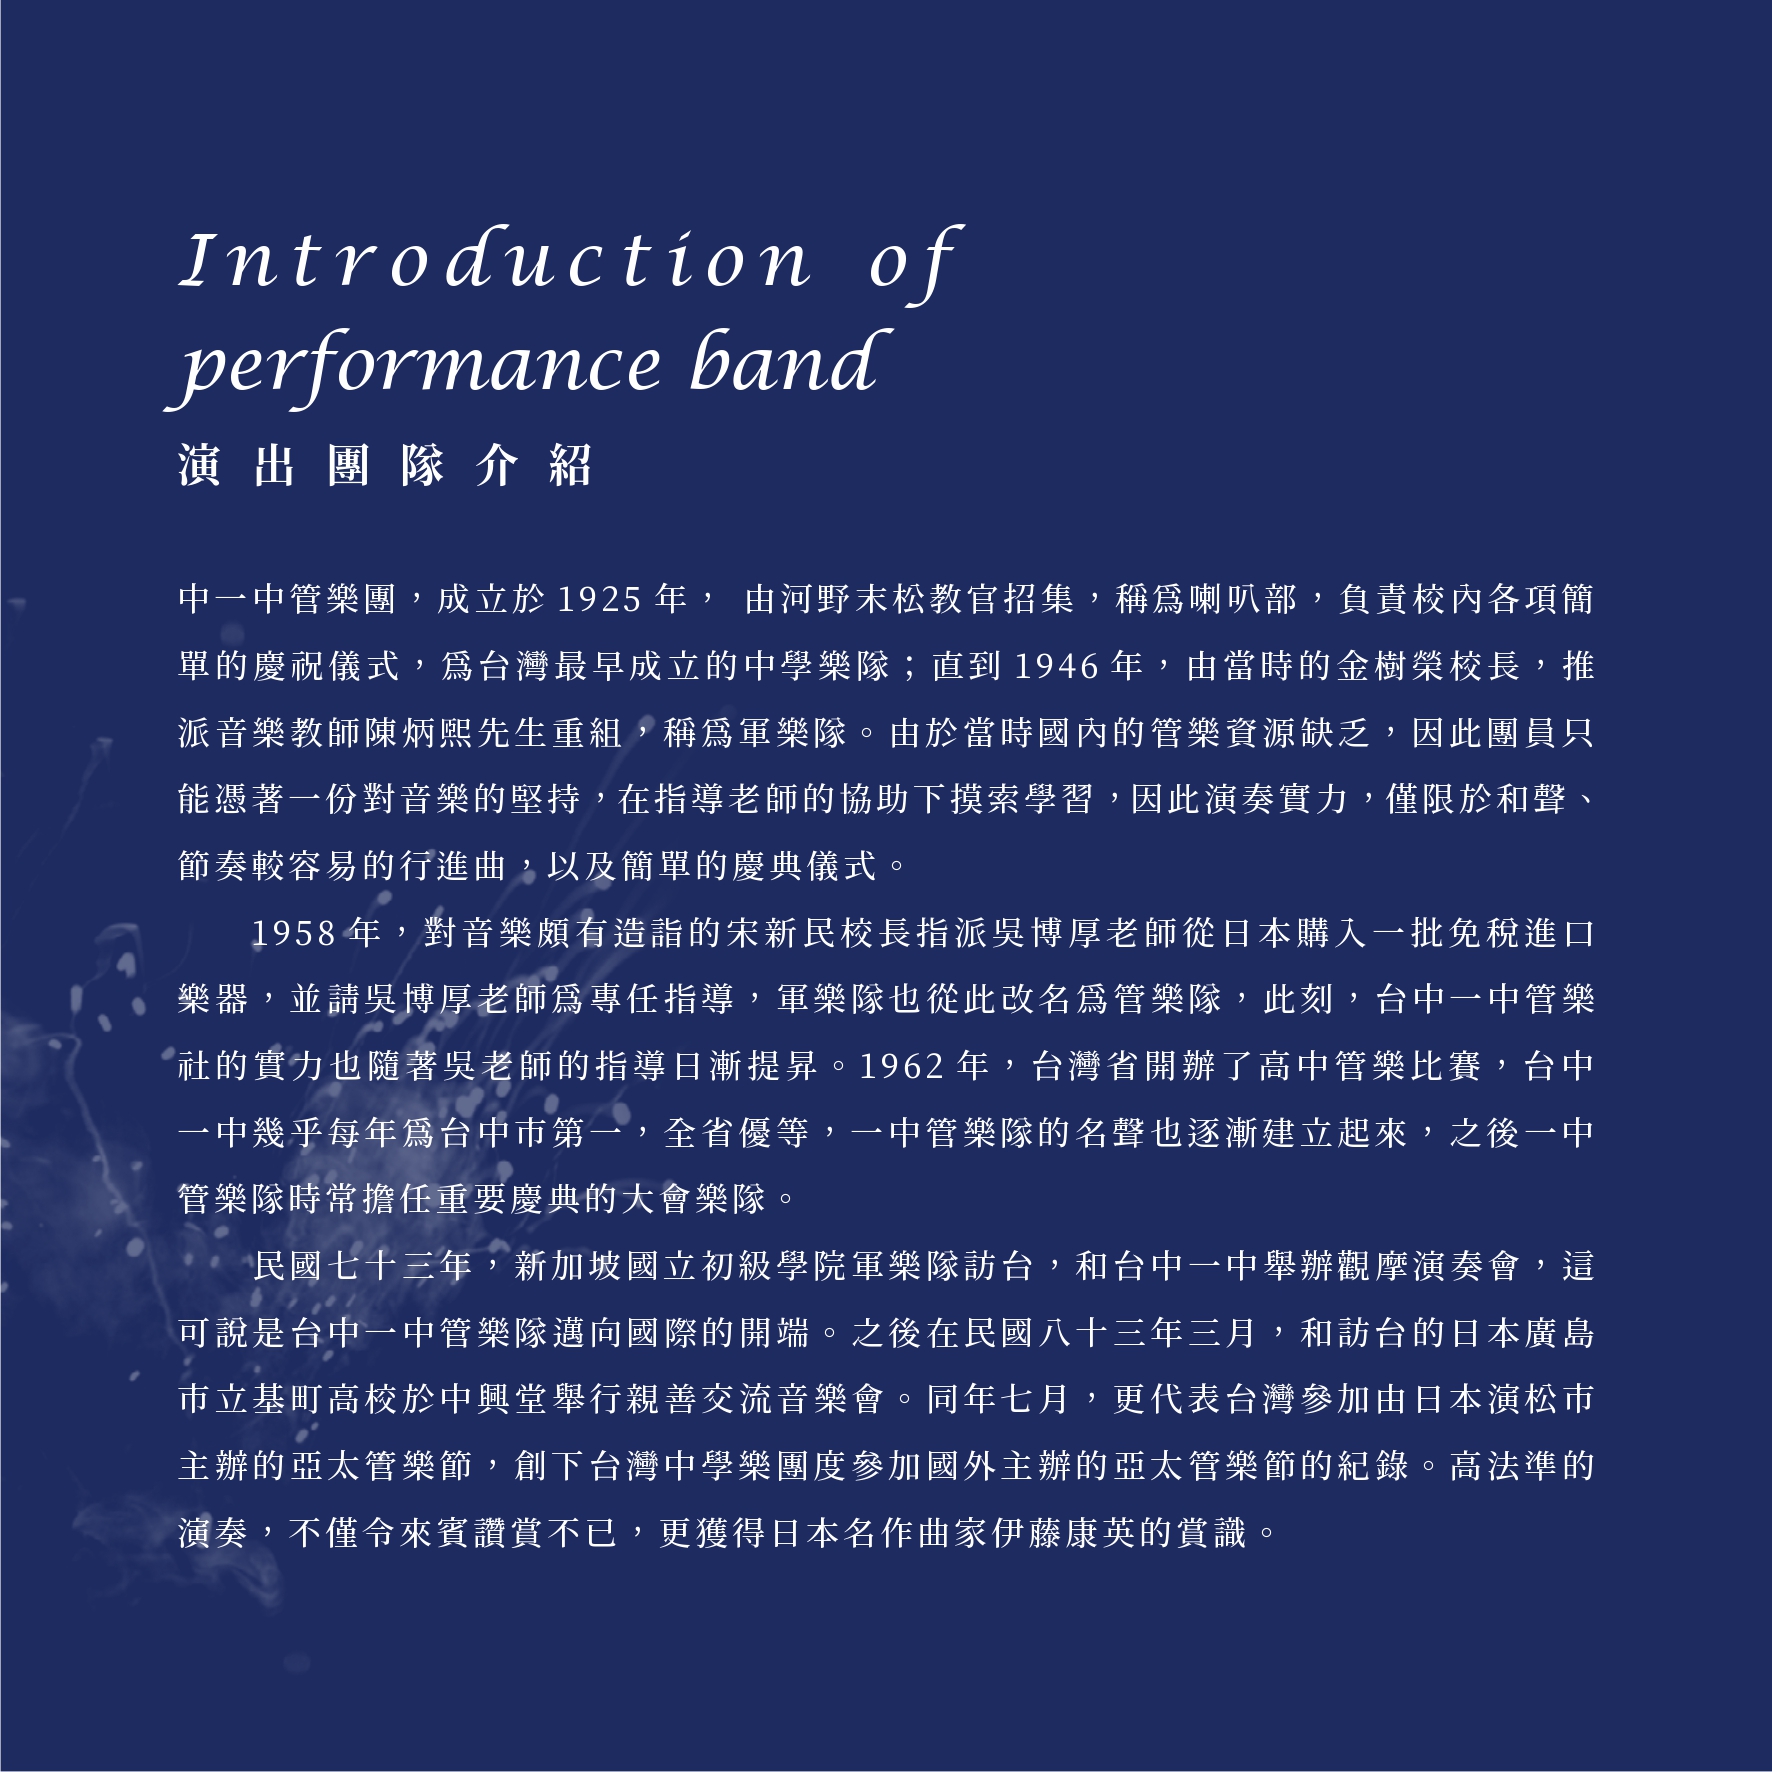 Introduction of
performance band
演出團隊介紹
中一中管樂團，成立於 1925 年， 由河野末松教官招集，稱為喇叭部，負責校內各項簡
單的慶祝儀式，為台灣最早成立的中學樂隊；直到 1946 年，由當時的金樹榮校長，推
派音樂教師陳炳熙先生重組，稱為軍樂隊。由於當時國內的管樂資源缺乏，因此團員只
能憑著一份對音樂的堅持，在指導老師的協助下摸索學習，因此演奏實力，僅限於和聲、
節奏較容易的行進曲，以及簡單的慶典儀式。
1958 年，對音樂頗有造詣的宋新民校長指派吳博厚老師從日本購入一批免稅進口
樂器，並請吳博厚老師為專任指導，軍樂隊也從此改名為管樂隊，此刻，台中一中管樂
社的實力也隨著吳老師的指導日漸提昇。1962 年，台灣省開辦了高中管樂比賽，台中
一中幾乎每年為台中市第一，全省優等，一中管樂隊的名聲也逐漸建立起來，之後一中
管樂隊時常擔任重要慶典的大會樂隊。
民國七十三年，新加坡國立初級學院軍樂隊訪台，和台中一中舉辦觀摩演奏會，這
可說是台中一中管樂隊邁向國際的開端。之後在民國八十三年三月，和訪台的日本廣島
市立基町高校於中興堂舉行親善交流音樂會。同年七月，更代表台灣參加由日本演松市
主辦的亞太管樂節，創下台灣中學樂團度參加國外主辦的亞太管樂節的紀錄。高法準的
演奏，不僅令來賓讚賞不已，更獲得日本名作曲家伊藤康英的賞識。